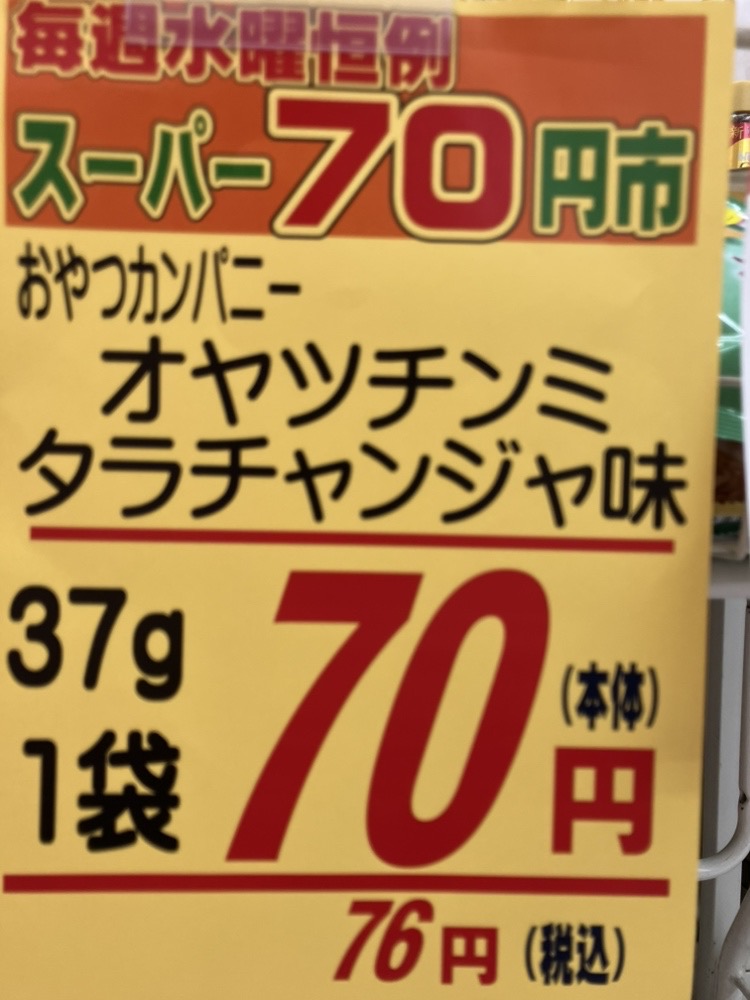 毎週水曜恒例
スーパー70円市
おやつカンパニー
オヤツチンミ
タラチャンジャ味
37g
1袋
70円
(本体)
76円(税込)